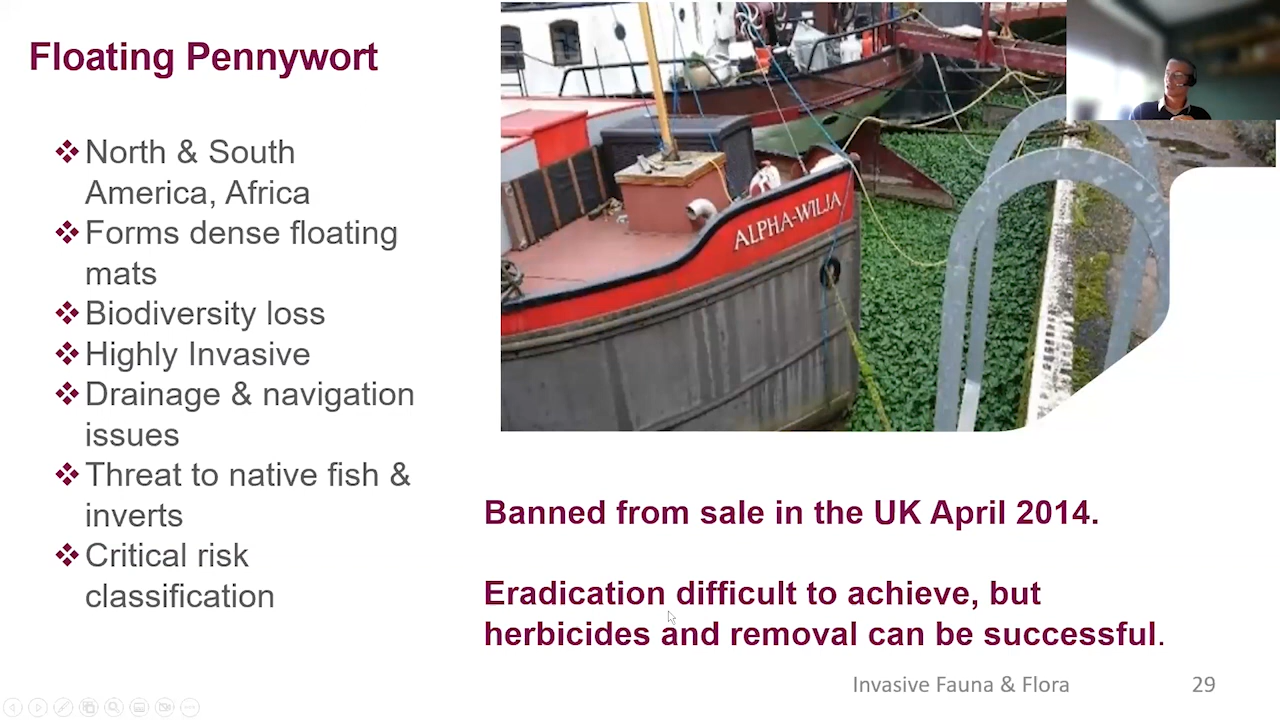 Floating Pennywort
❖North & South
America, Africa
❖Forms dense floating
mats
❖Biodiversity loss
❖Highly Invasive
❖Drainage & navigation
issues
❖Threat to native fish &
inverts
❖Critical risk
classification
ALPHA-WILJA
Banned from sale in the UK April 2014.
Eradication difficult to achieve, but
herbicides and removal can be successful.
Invasive Fauna & Flora 29